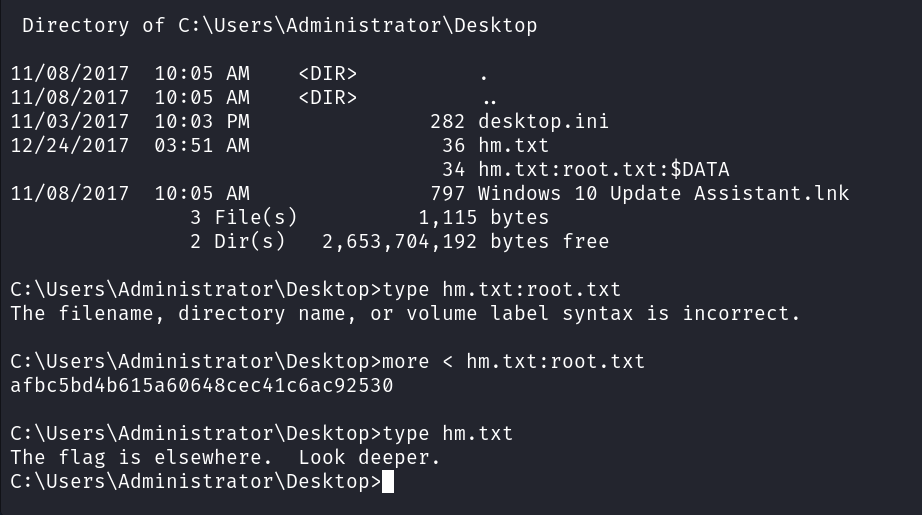 Directory of C:\Users\Administrator\Desktop
11/08/2017  10:05 AM    <DIR>          .
11/08/2017  10:05 AM    <DIR>          ..
11/03/2017  10:03 PM               282 desktop.ini
12/24/2017  03:51 AM                36 hm.txt
                                    34 hm.txt:root.txt:$DATA
11/08/2017  10:05 AM               797 Windows 10 Update Assistant.lnk
               3 File(s)          1,115 bytes
               2 Dir(s)   2,653,704,192 bytes free
C:\Users\Administrator\Desktop>type hm.txt:root.txt
The filename, directory name, or volume label syntax is incorrect.
C:\Users\Administrator\Desktop>more < hm.txt:root.txt
afbc5bd4b615a60648cec41c6ac92530
C:\Users\Administrator\Desktop>type hm.txt
The flag is elsewhere.  Look deeper.
C:\Users\Administrator\Desktop>